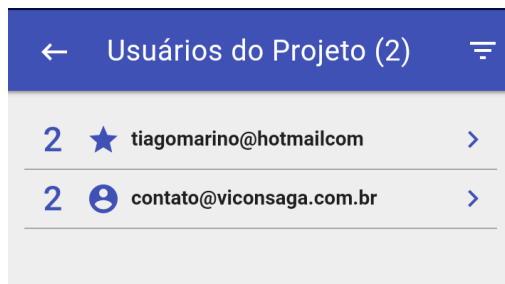 Usuários do Projeto (2)
2 tiagomarino@hotmailcom
2 contato@viconsaga.com.br